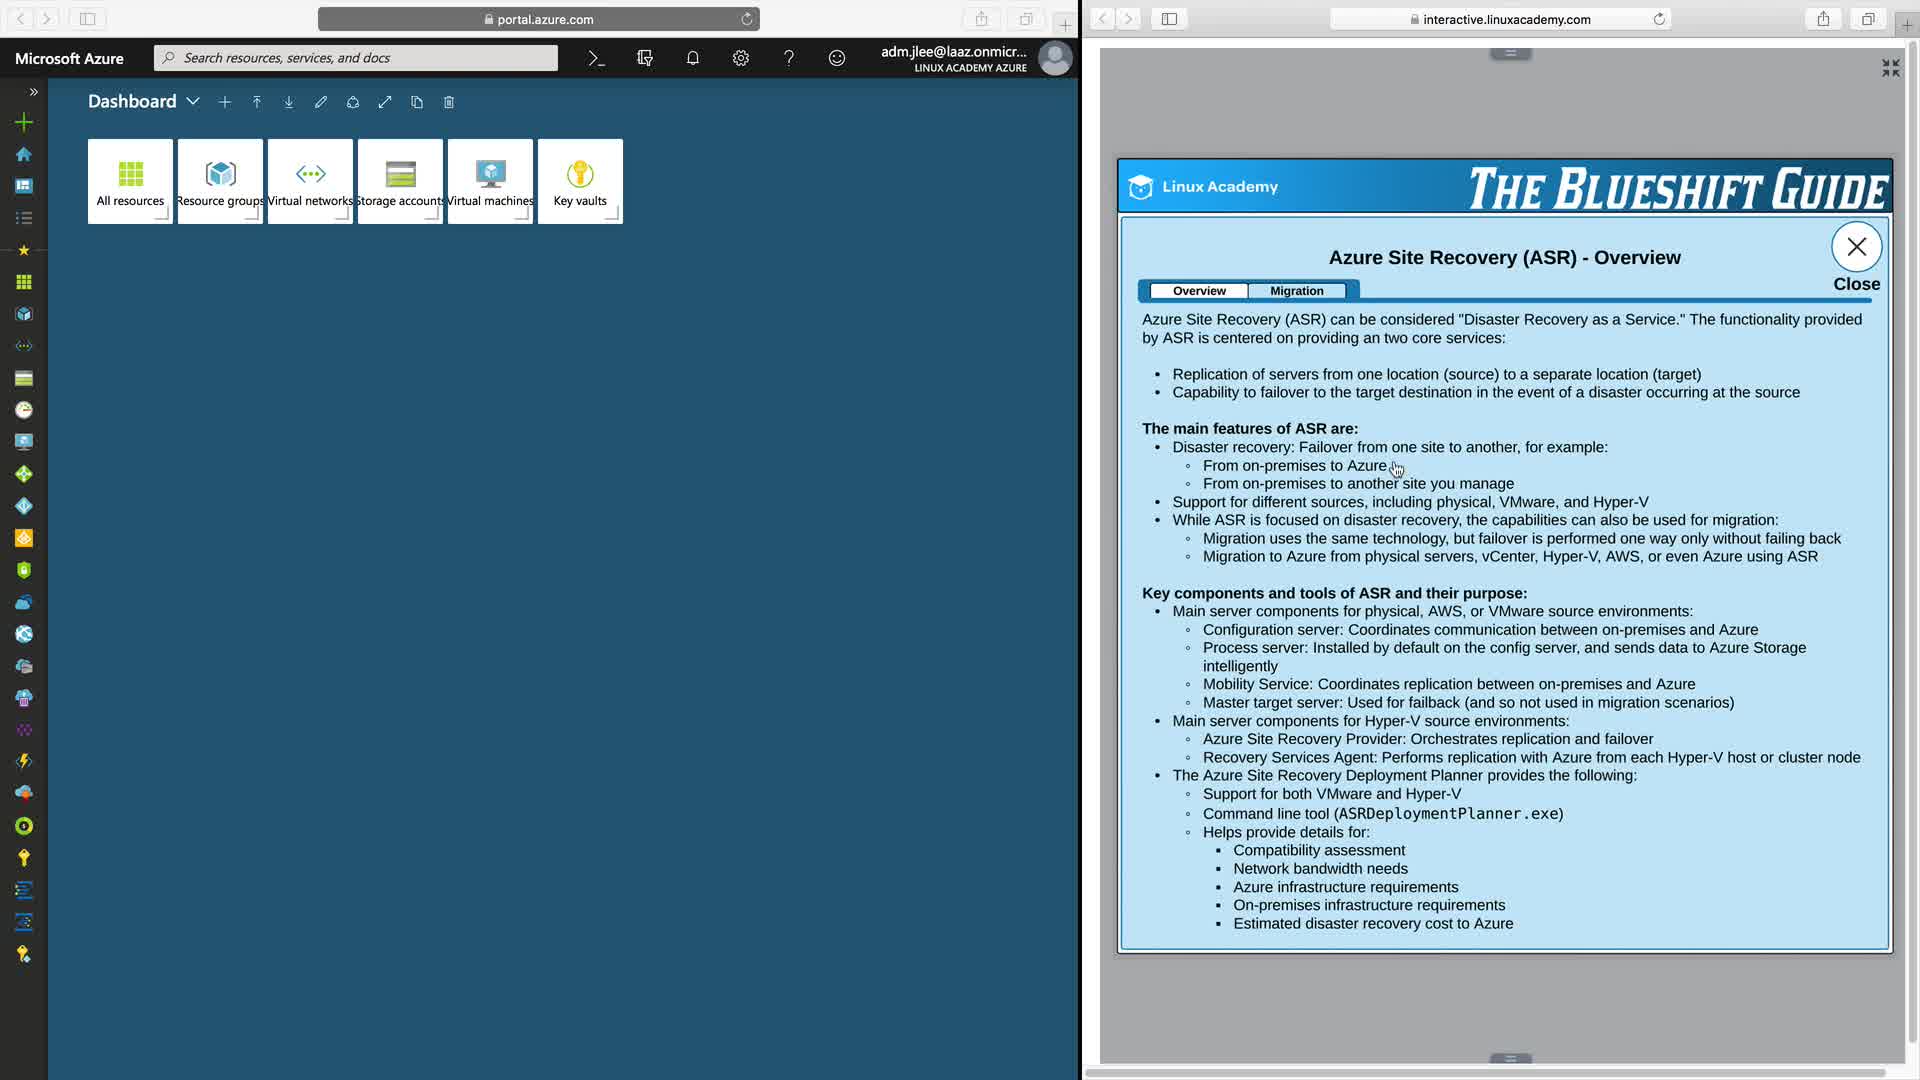 portal.azure.com
interactive.linuxacademy.com
Microsoft Azure
Search resources, services, and docs
adm.jlee@laaz.onmicr...
LINUX ACADEMY AZURE
Dashboard
All resources
Resource groups
Virtual networks
Storage accounts
Virtual machines
Key vaults
Linux Academy
THE BLUESHIFT GUIDE
Azure Site Recovery (ASR) - Overview
Close
Overview
Migration
Azure Site Recovery (ASR) can be considered "Disaster Recovery as a Service." The functionality provided
by ASR is centered on providing an two core services:
• Replication of servers from one location (source) to a separate location (target)
• Capability to failover to the target destination in the event of a disaster occurring at the source
The main features of ASR are:
• Disaster recovery: Failover from one site to another, for example:
◦ From on-premises to Azure
◦ From on-premises to another site you manage
• Support for different sources, including physical, VMware, and Hyper-V
• While ASR is focused on disaster recovery, the capabilities can also be used for migration:
◦ Migration uses the same technology, but failover is performed one way only without failing back
◦ Migration to Azure from physical servers, vCenter, Hyper-V, AWS, or even Azure using ASR
Key components and tools of ASR and their purpose:
• Main server components for physical, AWS, or VMware source environments:
◦ Configuration server: Coordinates communication between on-premises and Azure
◦ Process server: Installed by default on the config server, and sends data to Azure Storage
intelligently
◦ Mobility Service: Coordinates replication between on-premises and Azure
◦ Master target server: Used for failback (and so not used in migration scenarios)
• Main server components for Hyper-V source environments:
◦ Azure Site Recovery Provider: Orchestrates replication and failover
◦ Recovery Services Agent: Performs replication with Azure from each Hyper-V host or cluster node
• The Azure Site Recovery Deployment Planner provides the following:
◦ Support for both VMware and Hyper-V
◦ Command line tool (ASRDeploymentPlanner.exe)
◦ Helps provide details for:
▪ Compatibility assessment
▪ Network bandwidth needs
▪ Azure infrastructure requirements
▪ On-premises infrastructure requirements
▪ Estimated disaster recovery cost to Azure